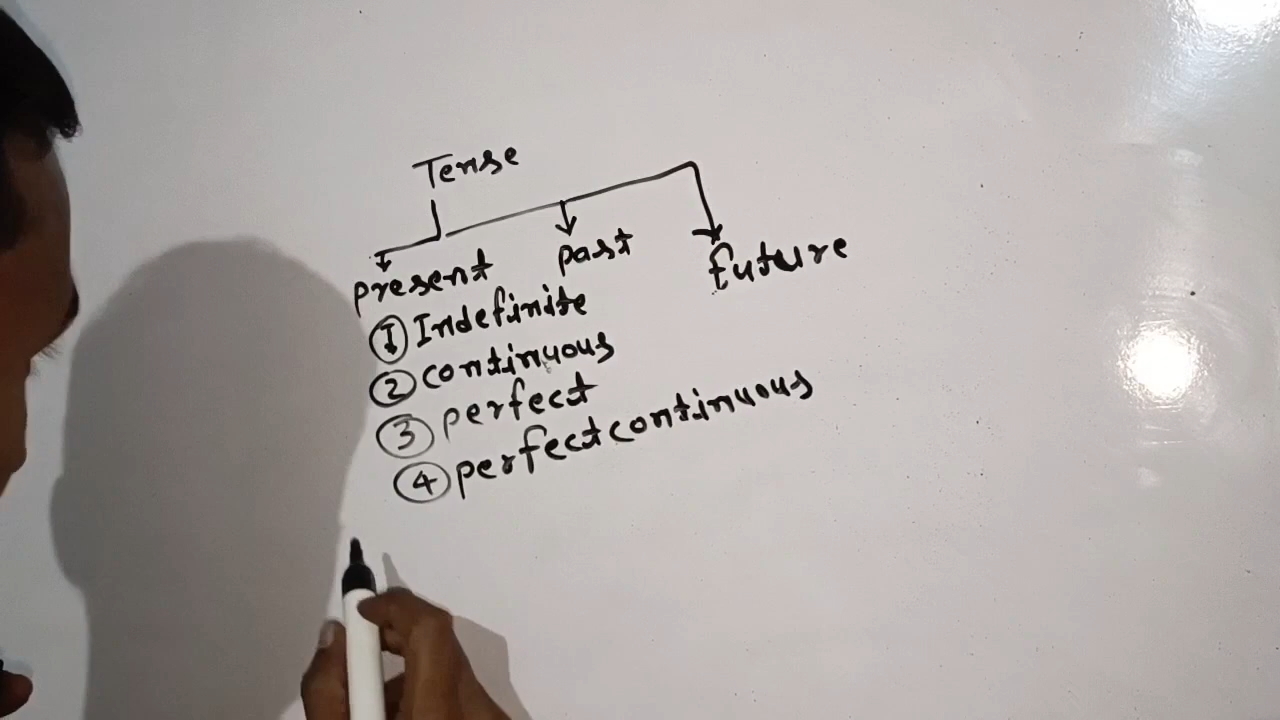 Tense
present past future
① Indefinite
② continuous
③ perfect
④ perfect continuous